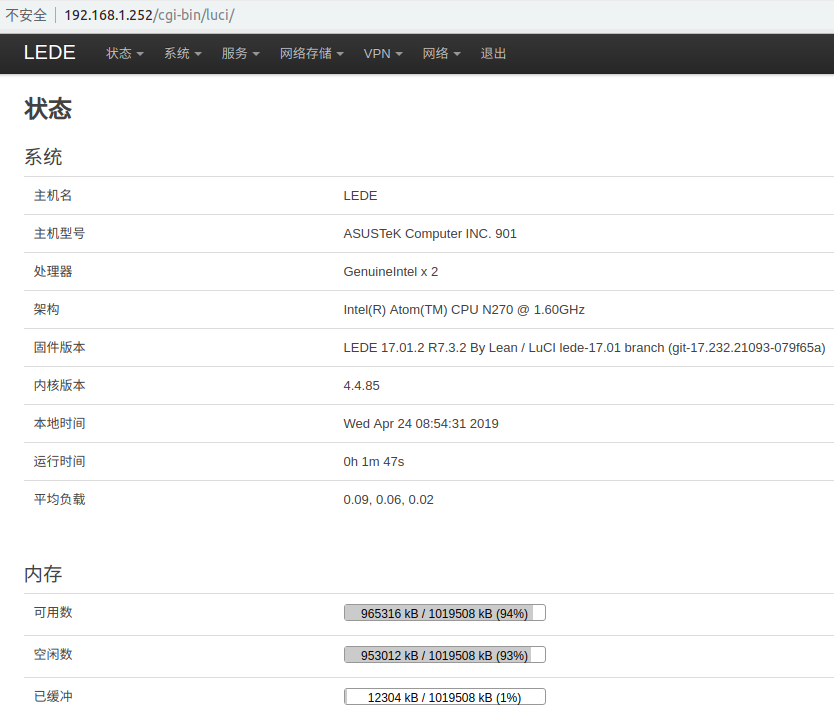 不安全 192.168.1.252/cgi-bin/luci/
LEDE 状态 系统 服务 网络存储 VPN 网络 退出
状态
系统
主机名 LEDE
主机型号 ASUSTeK Computer INC. 901
处理器 GenuineIntel x 2
架构 Intel(R) Atom(TM) CPU N270 @ 1.60GHz
固件版本 LEDE 17.01.2 R7.3.2 By Lean / LuCI lede-17.01 branch (git-17.232.21093-079f65a)
内核版本 4.4.85
本地时间 Wed Apr 24 08:54:31 2019
运行时间 0h 1m 47s
平均负载 0.09, 0.06, 0.02
内存
可用数 965316 kB / 1019508 kB (94%)
空闲数 953012 kB / 1019508 kB (93%)
已缓冲 12304 kB / 1019508 kB (1%)